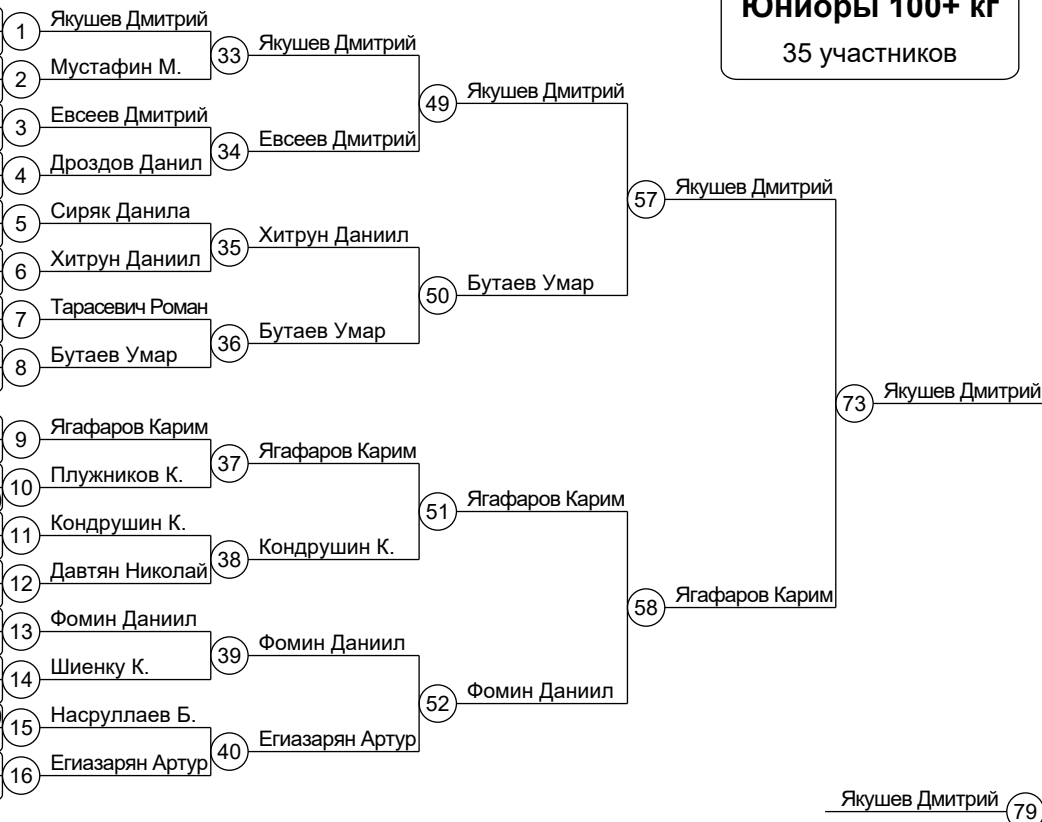 Юниоры 100+ кг
35 участников
1 Якушев Дмитрий
33 Якушев Дмитрий
2 Мустафин М.
49 Якушев Дмитрий
3 Евсеев Дмитрий
34 Евсеев Дмитрий
4 Дроздов Данил
57 Якушев Дмитрий
5 Сиряк Данила
35 Хитрун Даниил
6 Хитрун Даниил
50 Бутаев Умар
7 Тарасевич Роман
36 Бутаев Умар
8 Бутаев Умар
73 Якушев Дмитрий
9 Ягафаров Карим
37 Ягафаров Карим
10 Плужников К.
51 Ягафаров Карим
11 Кондрушин К.
38 Кондрушин К.
12 Давтян Николай
58 Ягафаров Карим
13 Фомин Даниил
39 Фомин Даниил
14 Шиенку К.
52 Фомин Даниил
15 Насруллаев Б.
40 Егиазарян Артур
16 Егиазарян Артур
Якушев Дмитрий 79